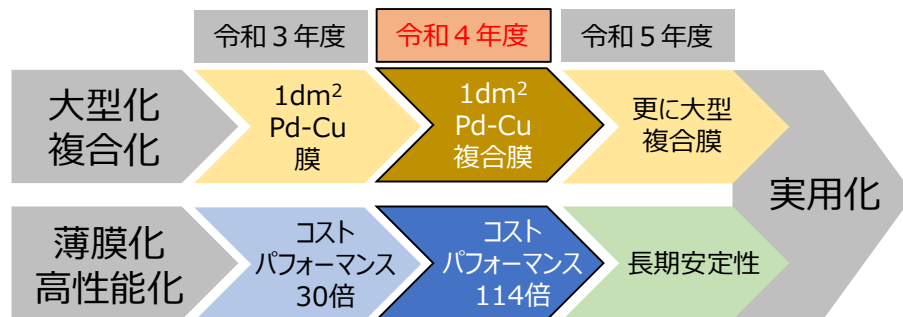 令和３年度
令和４年度
令和５年度
大型化
複合化
1dm²
Pd-Cu
膜
1dm²
Pd-Cu
複合膜
更に大型
複合膜
実用化
薄膜化
高性能化
コスト
パフォーマンス
30倍
コスト
パフォーマンス
114倍
長期安定性